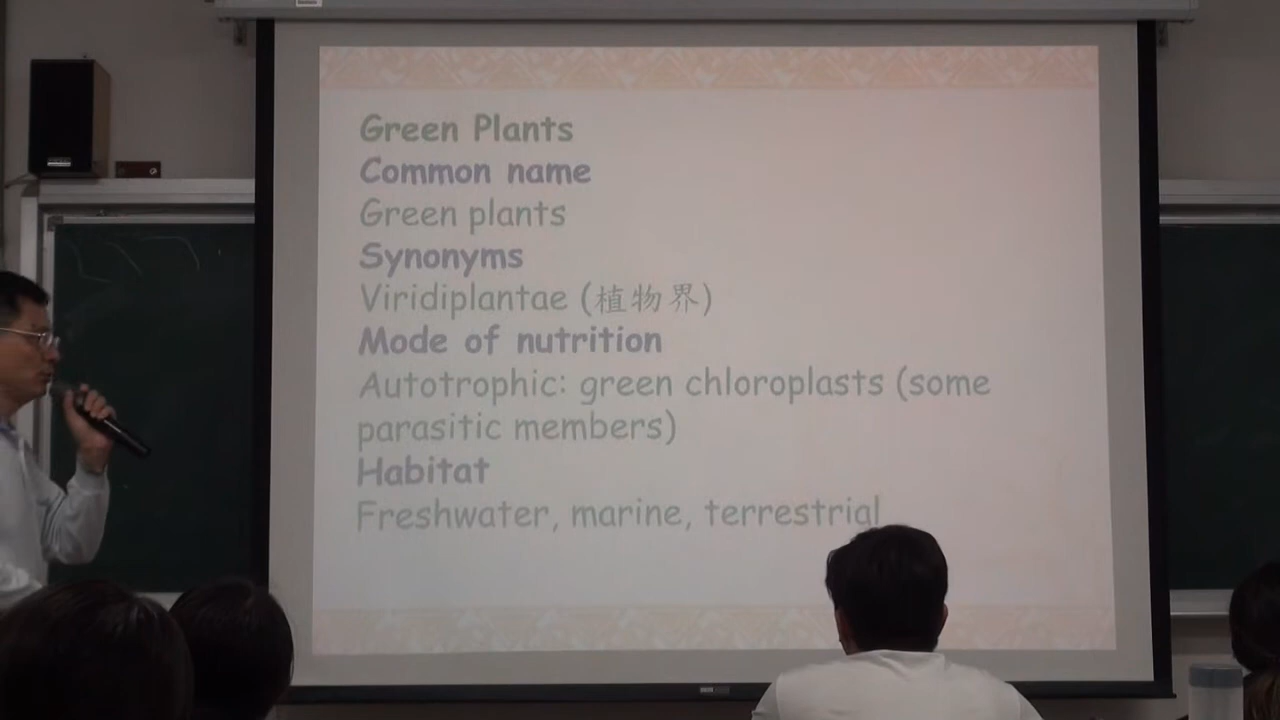 Green Plants
Common name
Green plants
Synonyms
Viridiplantae (植物界)
Mode of nutrition
Autotrophic: green chloroplasts (some
parasitic members)
Habitat
Freshwater, marine, terrestrial